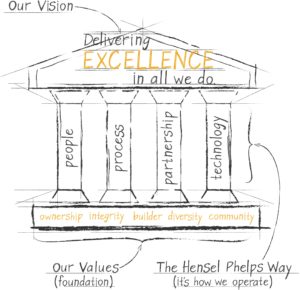 Our Vision
Delivering
EXCELLENCE
in all we do.
people
process
partnership
technology
ownership integrity builder diversity community
Our Values
(foundation)
The Hensel Phelps Way
(it's how we operate)